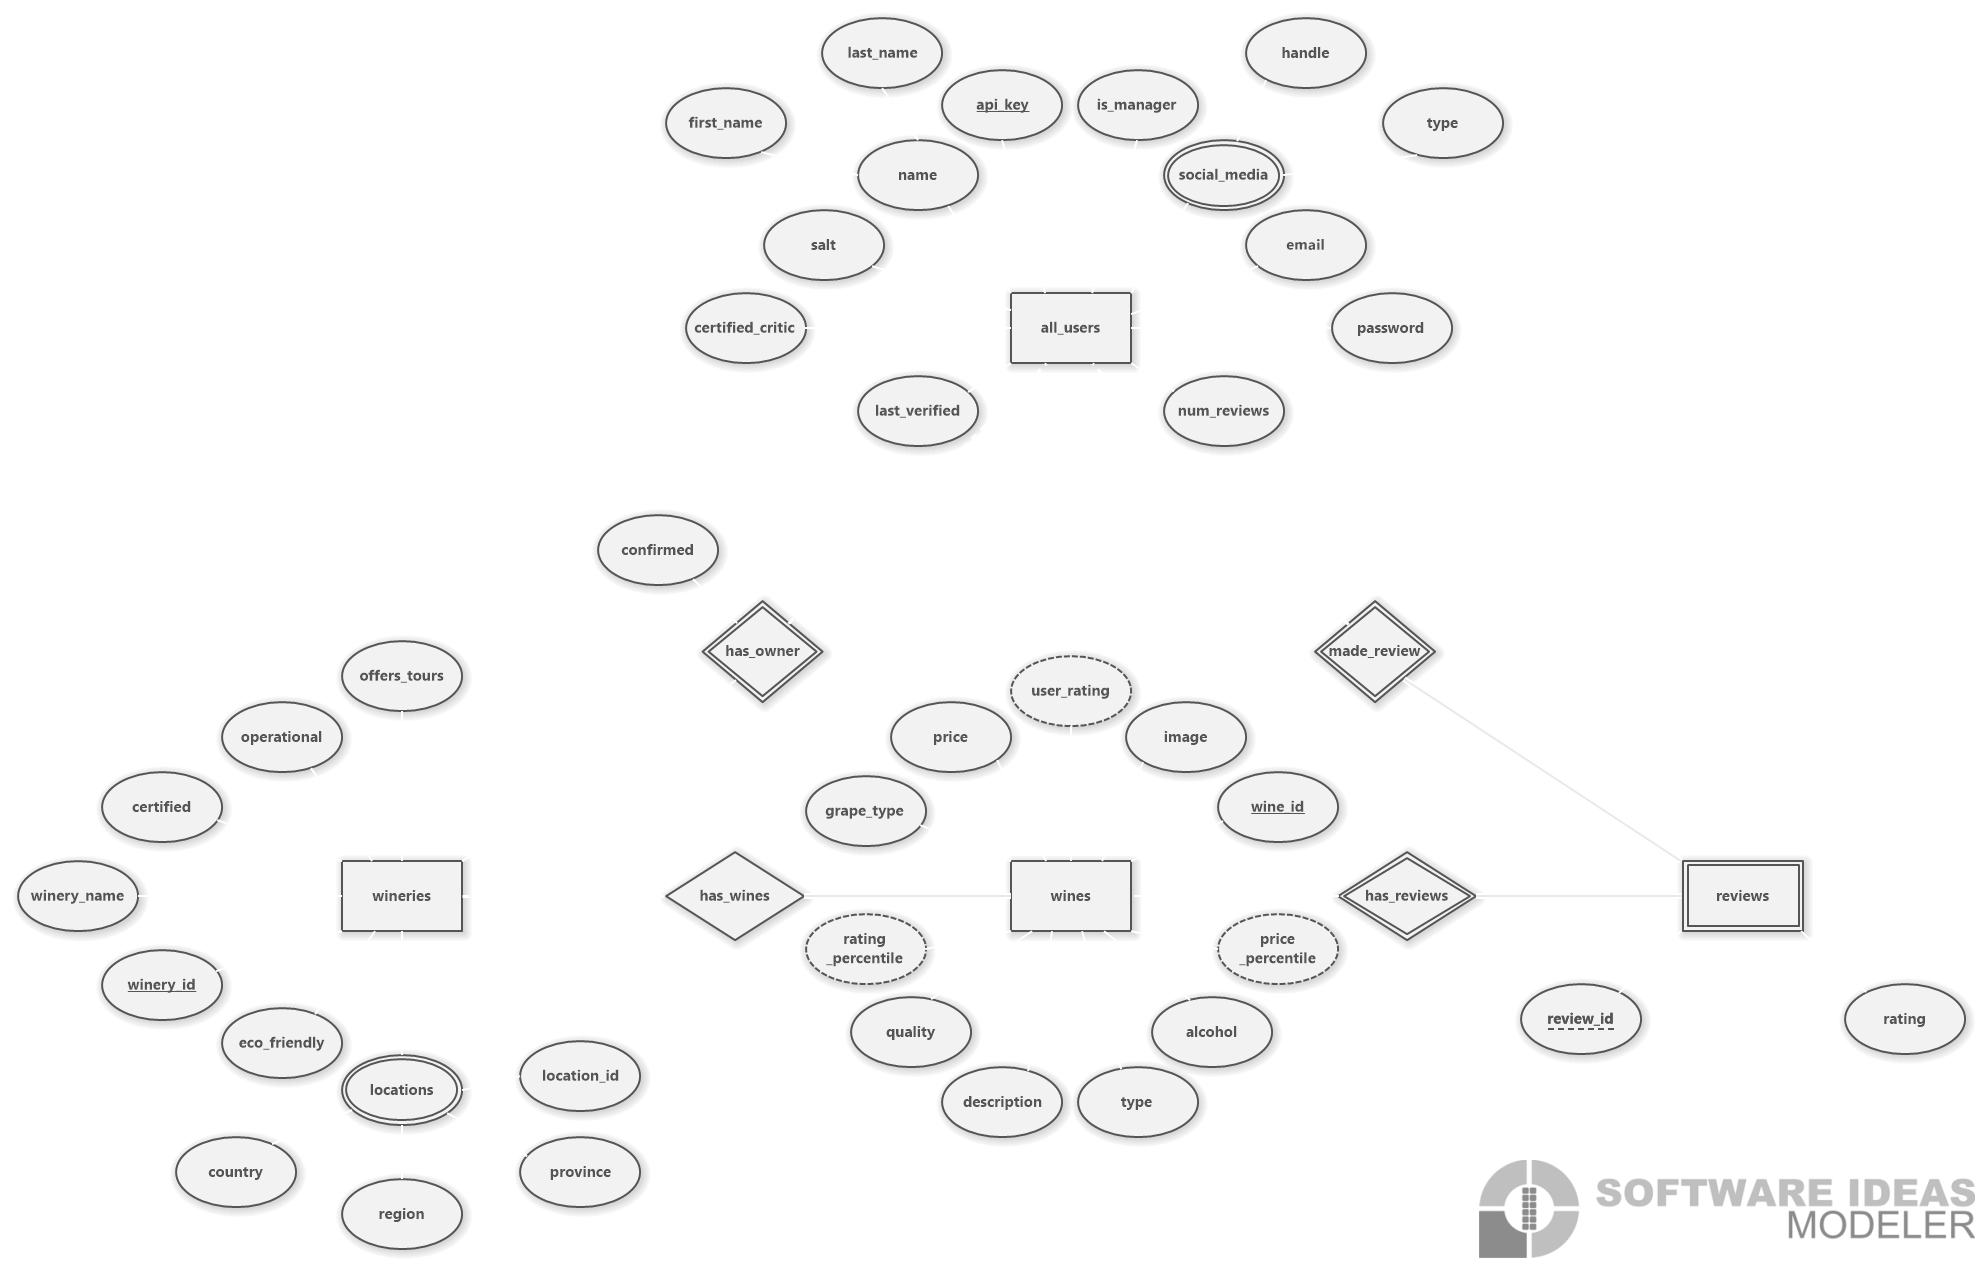 last_name
handle
api_key
is_manager
first_name
type
name
social_media
salt
email
certified_critic
all_users
password
last_verified
num_reviews
confirmed
has_owner
made_review
offers_tours
user_rating
operational
price
image
certified
grape_type
wine_id
winery_name
wineries
has_wines
wines
has_reviews
reviews
rating
_percentile
price
_percentile
winery_id
quality
alcohol
review_id
rating
eco_friendly
locations
location_id
description
type
country
province
region
SOFTWARE IDEAS
MODELER